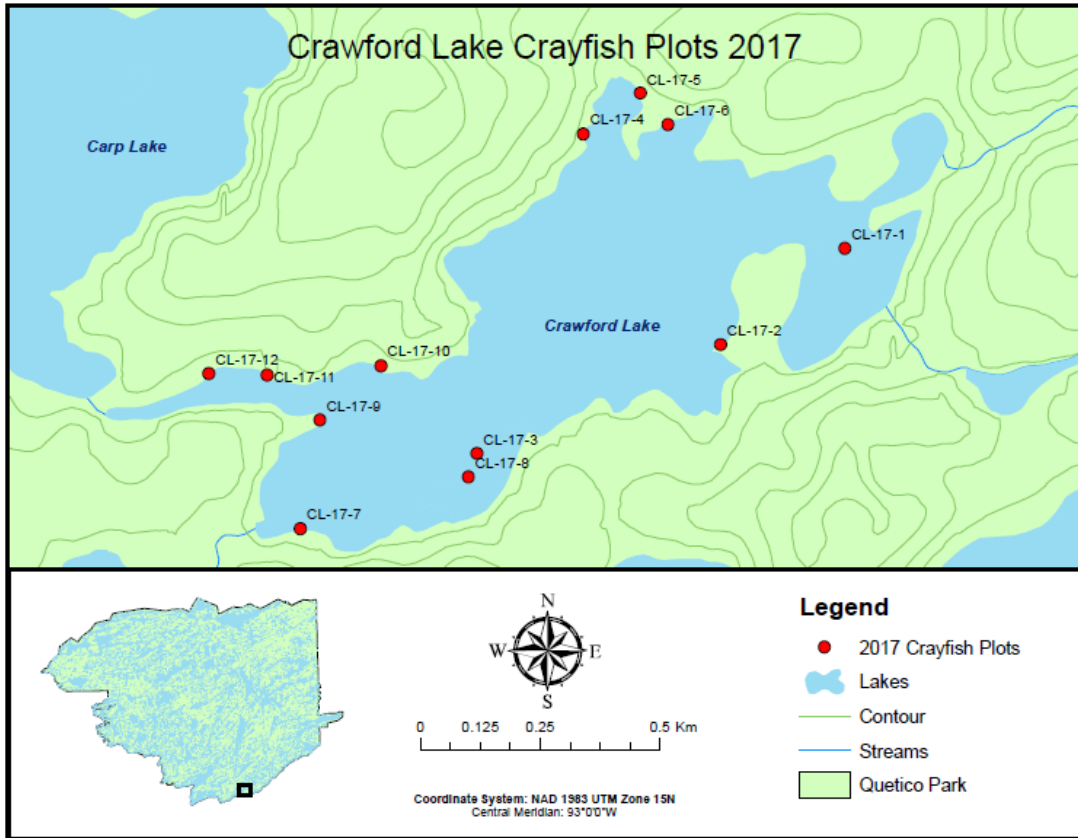 Crawford Lake Crayfish Plots 2017
CL-17-5
CL-17-4
CL-17-6
Carp Lake
CL-17-1
Crawford Lake
CL-17-2
CL-17-10
CL-17-12
CL-17-11
CL-17-9
CL-17-3
CL-17-8
CL-17-7
N
W
E
S
0 0.125 0.25 0.5 Km
Coordinate System: NAD 1983 UTM Zone 15N
Central Meridian: 93°0'0"W
Legend
2017 Crayfish Plots
Lakes
Contour
Streams
Quetico Park